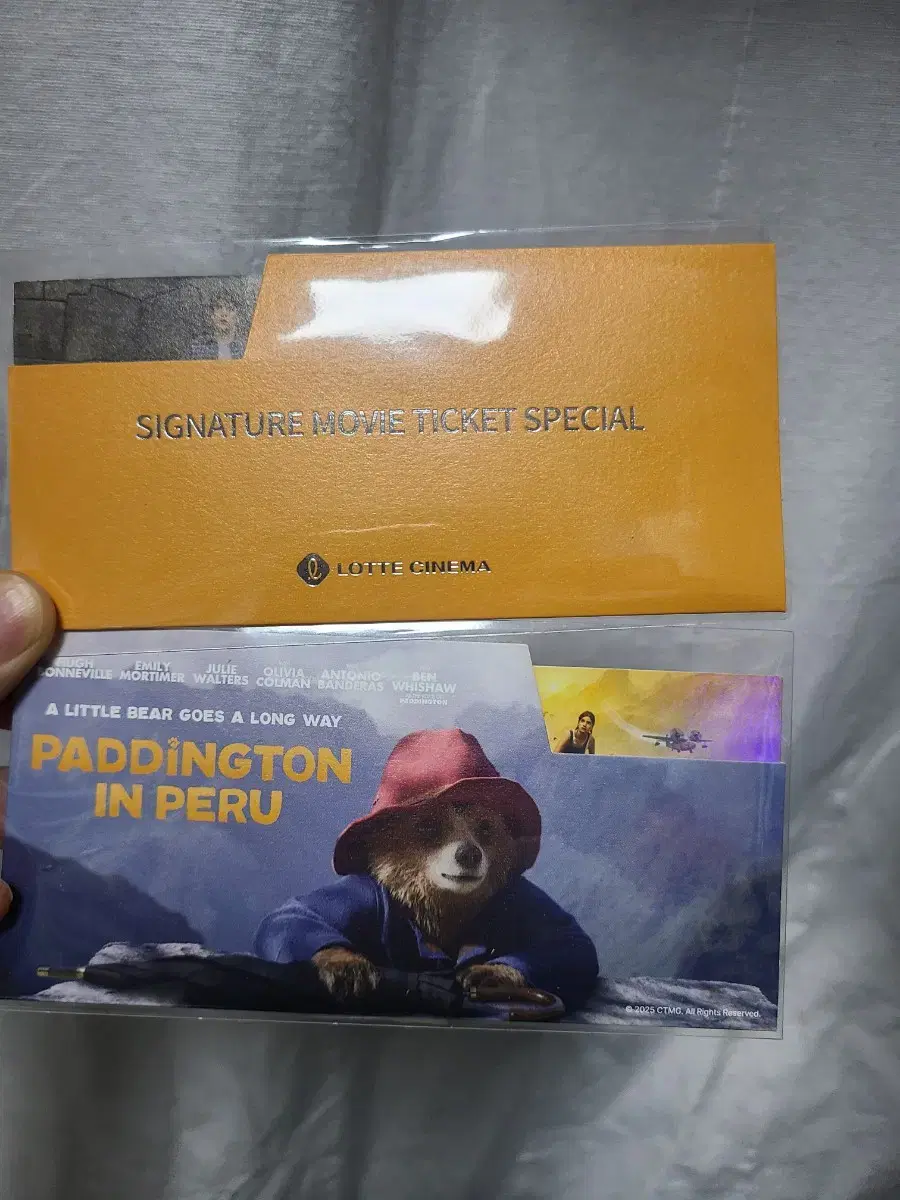 SIGNATURE MOVIE TICKET SPECIAL
LOTTE CINEMA
HUGH EMILY JULIE OLIVIA ANTONIO BEN
BONNEVILLE MORTIMER WALTERS COLMAN BANDERAS WHISHAW
PADDINGTON
A LITTLE BEAR GOES A LONG WAY
PADDINGTON
IN PERU
© 2025 CTMG. All Rights Reserved.